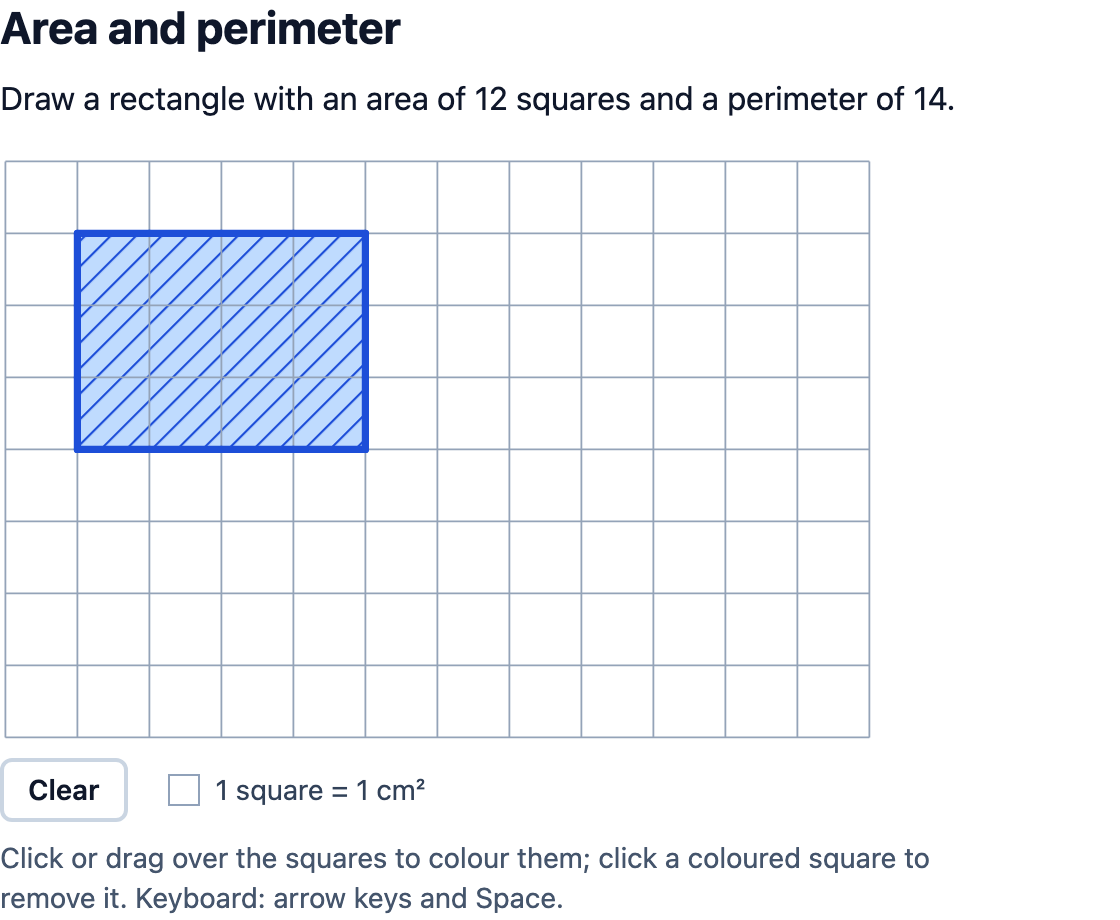 Area and perimeter
Draw a rectangle with an area of 12 squares and a perimeter of 14.
Clear
1 square = 1 cm²
Click or drag over the squares to colour them; click a coloured square to
remove it. Keyboard: arrow keys and Space.